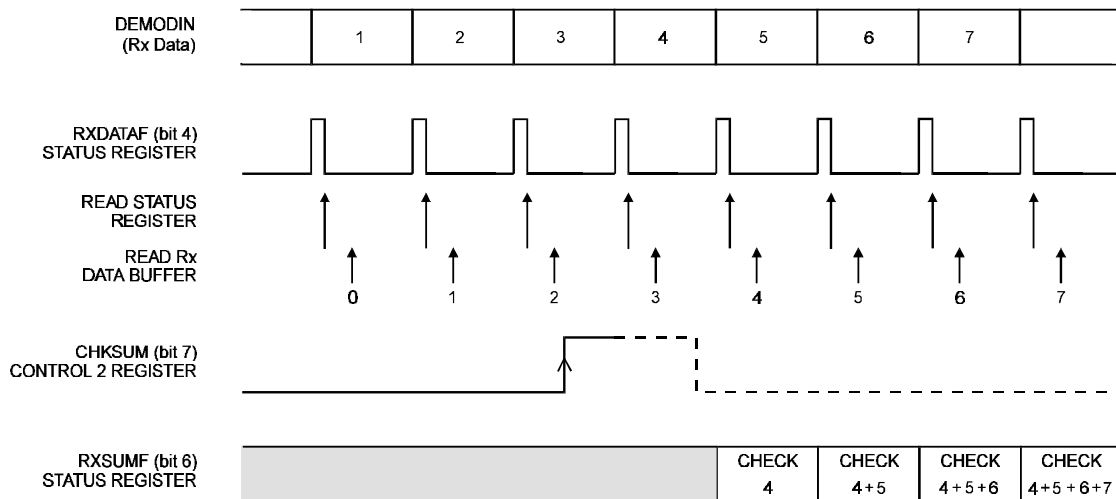 DEMODIN
(Rx Data)
1 2 3 4 5 6 7
RXDATAF (bit 4)
STATUS REGISTER
READ STATUS
REGISTER
READ Rx
DATA BUFFER
0 1 2 3 4 5 6 7
CHKSUM (bit 7)
CONTROL 2 REGISTER
RXSUMF (bit 6)
STATUS REGISTER
CHECK CHECK CHECK CHECK
4 4+5 4+5+6 4+5+6+7